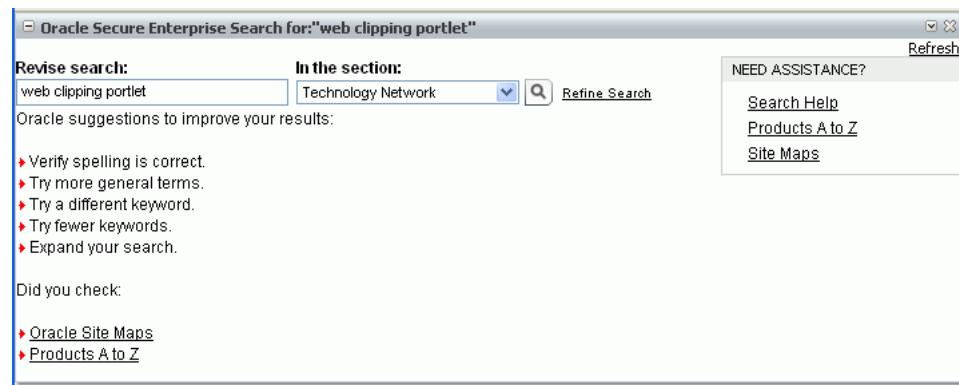 Oracle Secure Enterprise Search for:"web clipping portlet"
Refresh
Revise search:
In the section:
web clipping portlet
Technology Network
Refine Search
NEED ASSISTANCE?
Search Help
Products A to Z
Site Maps
Oracle suggestions to improve your results:
Verify spelling is correct.
Try more general terms.
Try a different keyword.
Try fewer keywords.
Expand your search.
Did you check:
Oracle Site Maps
Products A to Z